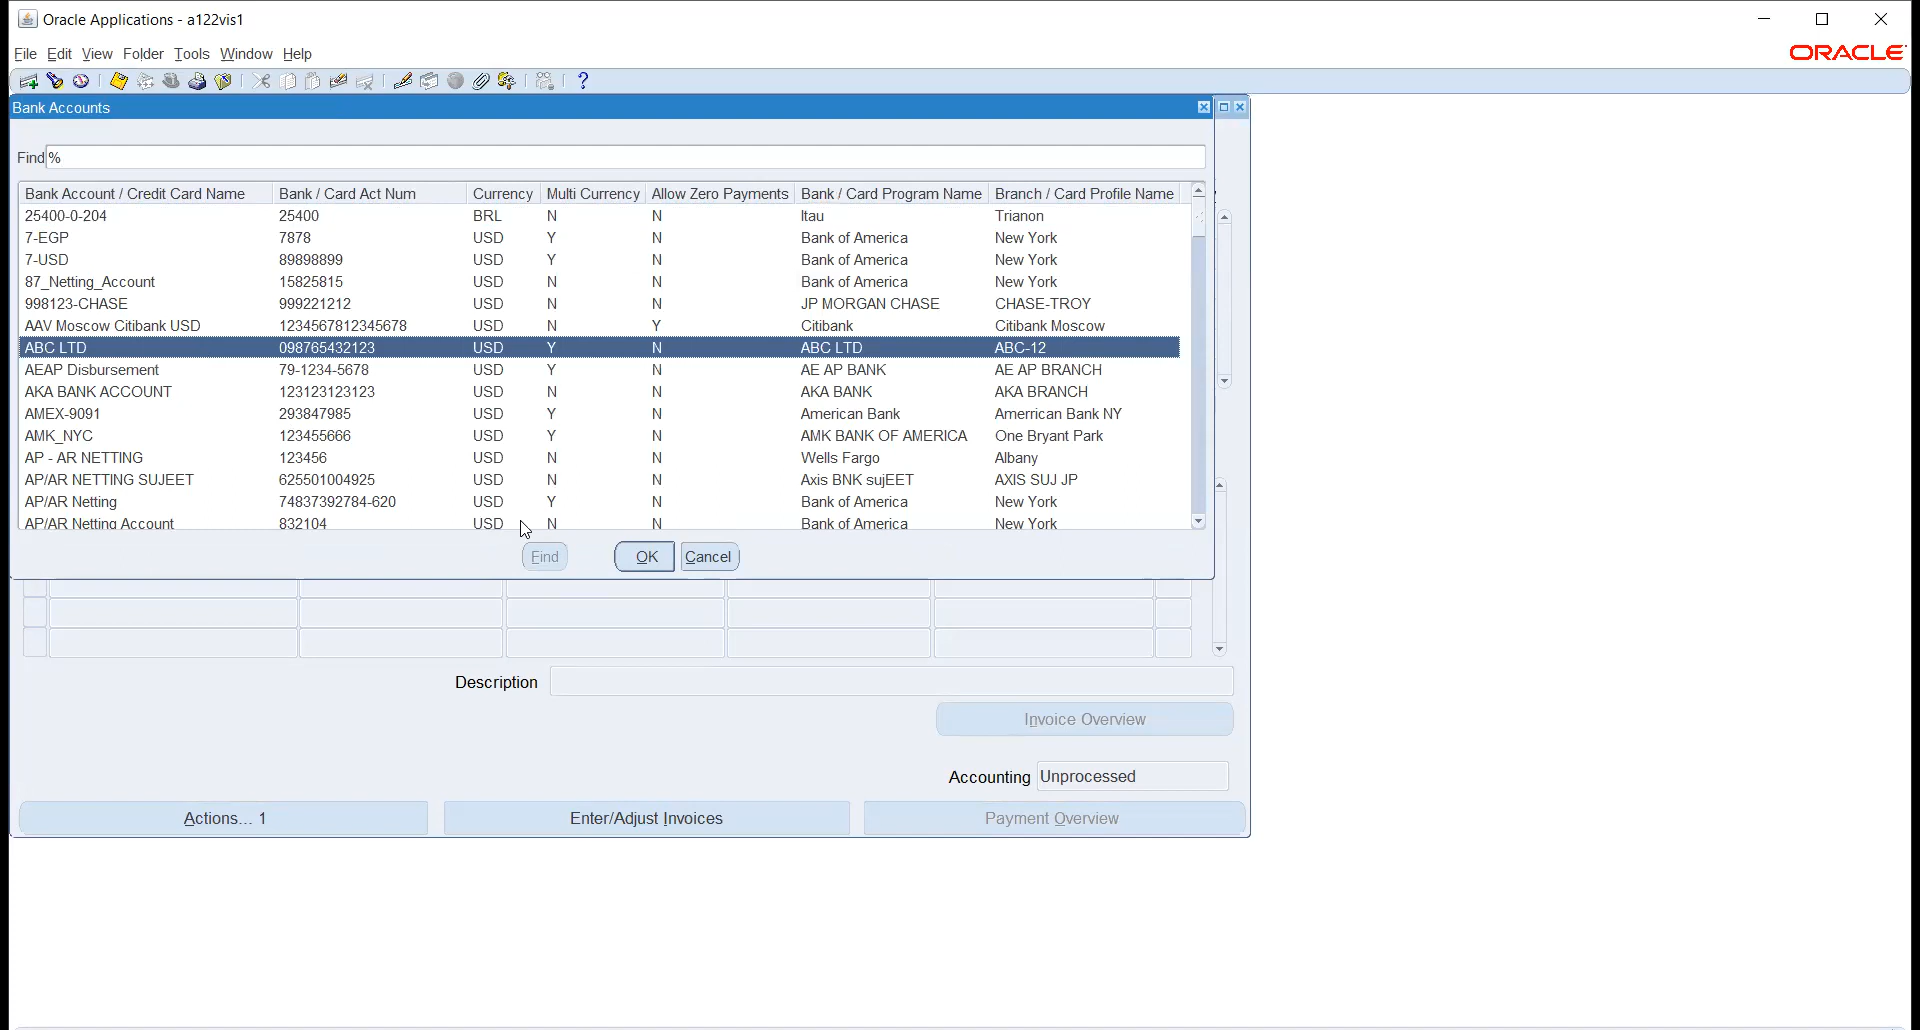 Oracle Applications - a122vis1
File Edit View Folder Tools Window Help
ORACLE
Bank Accounts
Find %
Bank Account / Credit Card Name Bank / Card Act Num Currency Multi Currency Allow Zero Payments Bank / Card Program Name Branch / Card Profile Name
25400-0-204 25400 BRL N N Itau Trianon
7-EGP 7878 USD Y N Bank of America New York
7-USD 89898899 USD Y N Bank of America New York
87_Netting_Account 15825815 USD N N Bank of America New York
998123-CHASE 999221212 USD N N JP MORGAN CHASE CHASE-TROY
AAV Moscow Citibank USD 1234567812345678 USD N Y Citibank Citibank Moscow
ABC LTD 098765432123 USD Y N ABC LTD ABC-12
AEAP Disbursement 79-1234-5678 USD Y N AE AP BANK AE AP BRANCH
AKA BANK ACCOUNT 123123123123 USD N N AKA BANK AKA BRANCH
AMEX-9091 293847985 USD Y N American Bank Amerrican Bank NY
AMK_NYC 123455666 USD Y N AMK BANK OF AMERICA One Bryant Park
AP - AR NETTING 123456 USD N N Wells Fargo Albany
AP/AR NETTING SUJEET 625501004925 USD N N Axis BNK sujEET AXIS SUJ JP
AP/AR Netting 74837392784-620 USD Y N Bank of America New York
AP/AR Netting Account 832104 USD N N Bank of America New York
Find OK Cancel
Description
Invoice Overview
Accounting Unprocessed
Actions... 1 Enter/Adjust Invoices Payment Overview